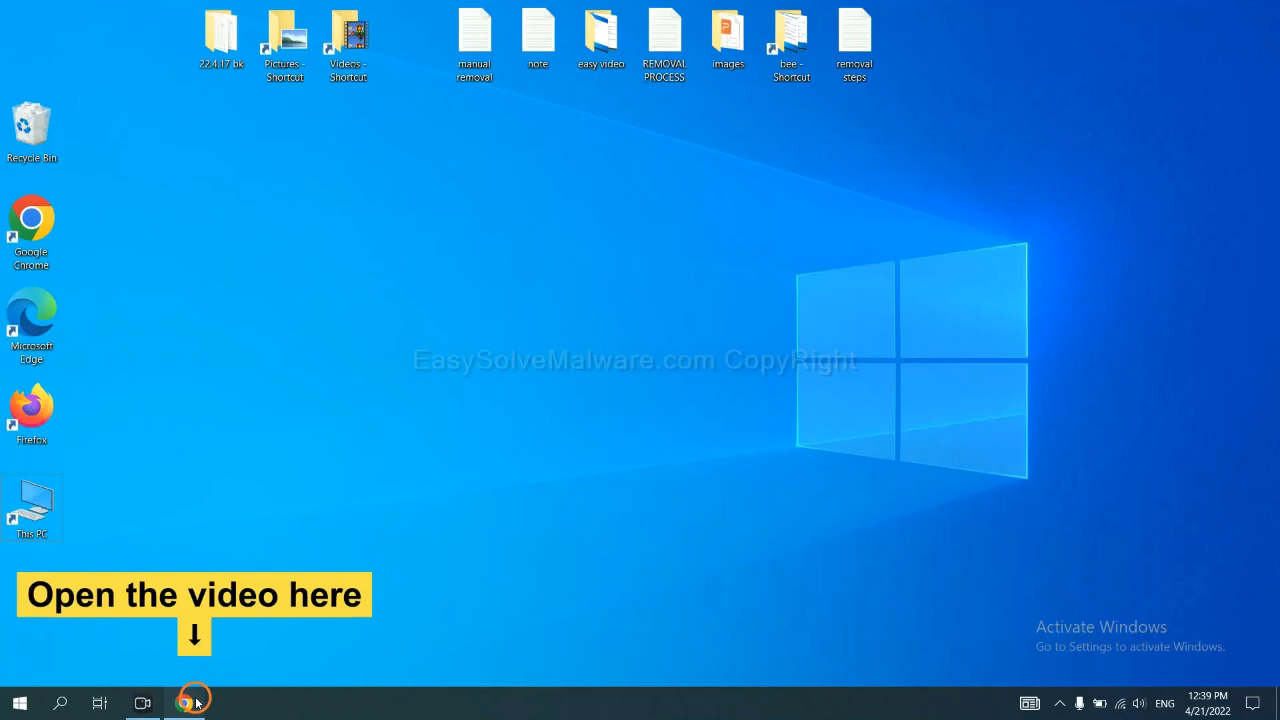 22.4.17 bk
Pictures -
Shortcut
Videos -
Shortcut
manual
removal
note
easy video
REMOVAL
PROCESS
images
bee -
Shortcut
removal
steps
Recycle Bin
Google
Chrome
Microsoft
Edge
Firefox
This PC
EasySolveMalware.com CopyRight
Open the video here
↓
Activate Windows
Go to Settings to activate Windows.
ENG
12:39 PM
4/21/2022